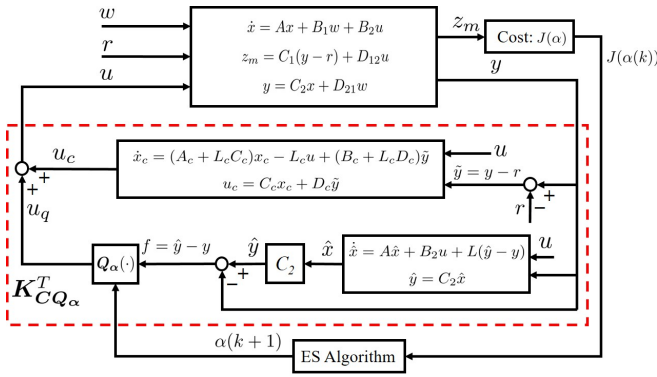 w
r
u
ẋ = Ax + B₁w + B₂u
z_m = C₁(y − r) + D₁₂u
y = C₂x + D₂₁w
z_m
Cost: J(α)
y
J(α(k))
u_c
ẋ_c = (A_c + L_cC_c)x_c − L_cu + (B_c + L_cD_c)ỹ
u_c = C_cx_c + D_cỹ
u
ỹ = y − r
r − +
+ +
u_q
Q_α(·)
f = ŷ − y
ŷ
− +
C₂
x̂
x̂̇ = Ax̂ + B₂u + L(ŷ − y)
ŷ = C₂x̂
u
K^T_{CQ_α}
α(k+1)
ES Algorithm